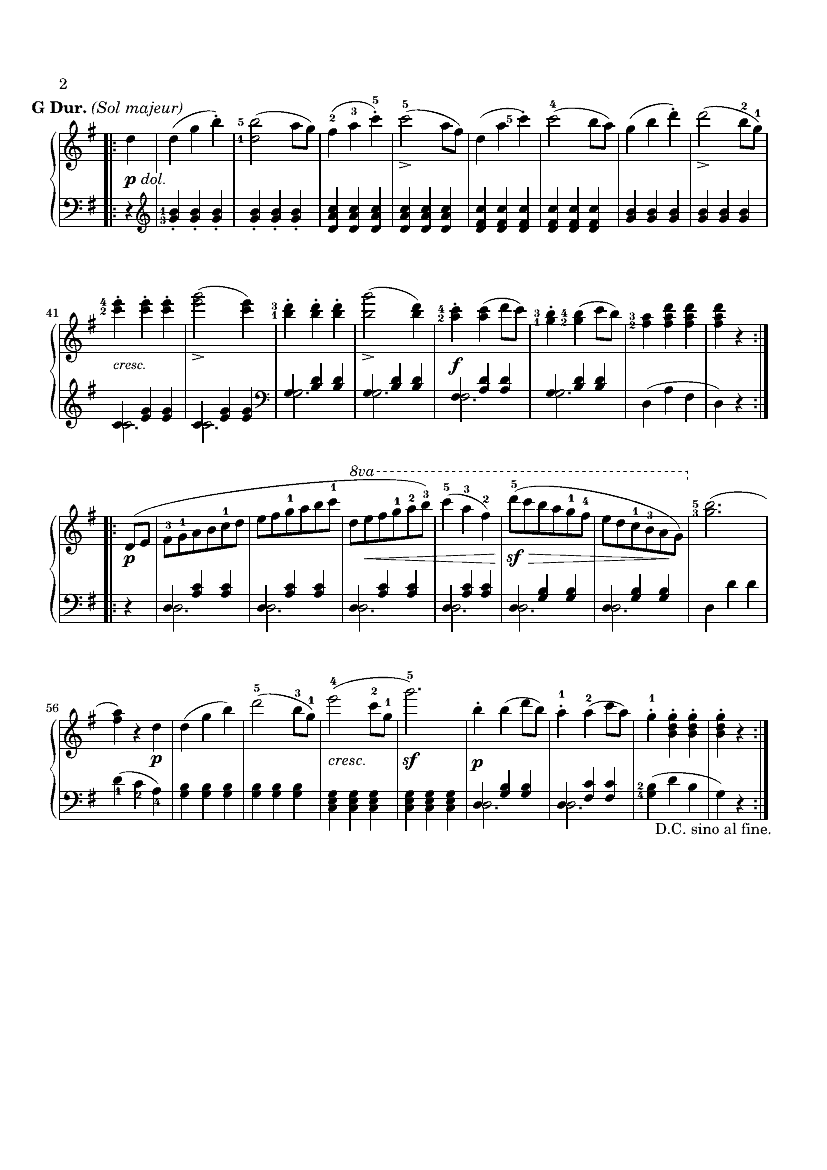 2
G Dur. (Sol majeur)
p dol.
41
cresc.
f
8va
p
sf
56
p
cresc.
sf
p
D.C. sino al fine.